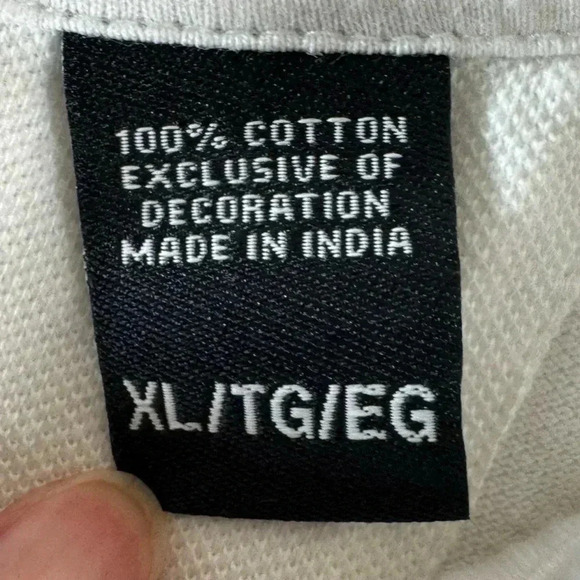 100% COTTON
EXCLUSIVE OF
DECORATION
MADE IN INDIA
XL/TG/EG